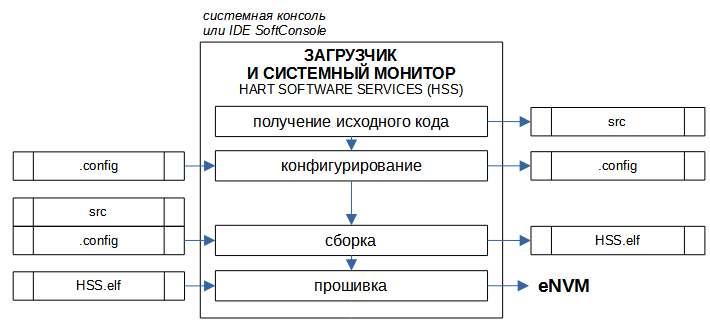 системная консоль
или IDE SoftConsole
ЗАГРУЗЧИК
И СИСТЕМНЫЙ МОНИТОР
HART SOFTWARE SERVICES (HSS)
получение исходного кода
src
.config
конфигурирование
.config
src
.config
сборка
HSS.elf
HSS.elf
прошивка
eNVM